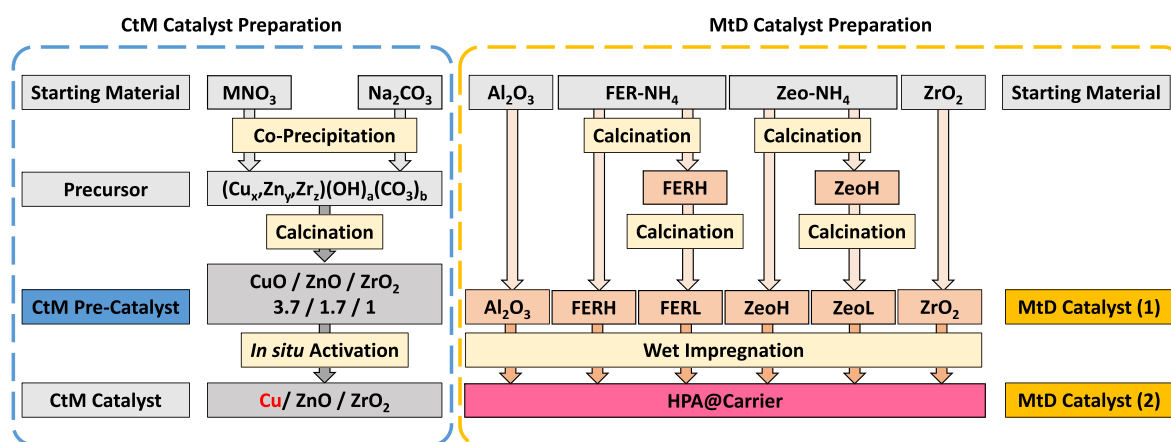 CtM Catalyst Preparation
MtD Catalyst Preparation
Starting Material
MNO₃
Na₂CO₃
Al₂O₃
FER-NH₄
Zeo-NH₄
ZrO₂
Starting Material
Co-Precipitation
Calcination
Calcination
Precursor
(Cuₓ,Znᵧ,Zr_z)(OH)ₐ(CO₃)_b
FERH
ZeoH
Calcination
Calcination
Calcination
CtM Pre-Catalyst
CuO / ZnO / ZrO₂
3.7 / 1.7 / 1
Al₂O₃
FERH
FERL
ZeoH
ZeoL
ZrO₂
MtD Catalyst (1)
In situ Activation
Wet Impregnation
CtM Catalyst
Cu/ ZnO / ZrO₂
HPA@Carrier
MtD Catalyst (2)